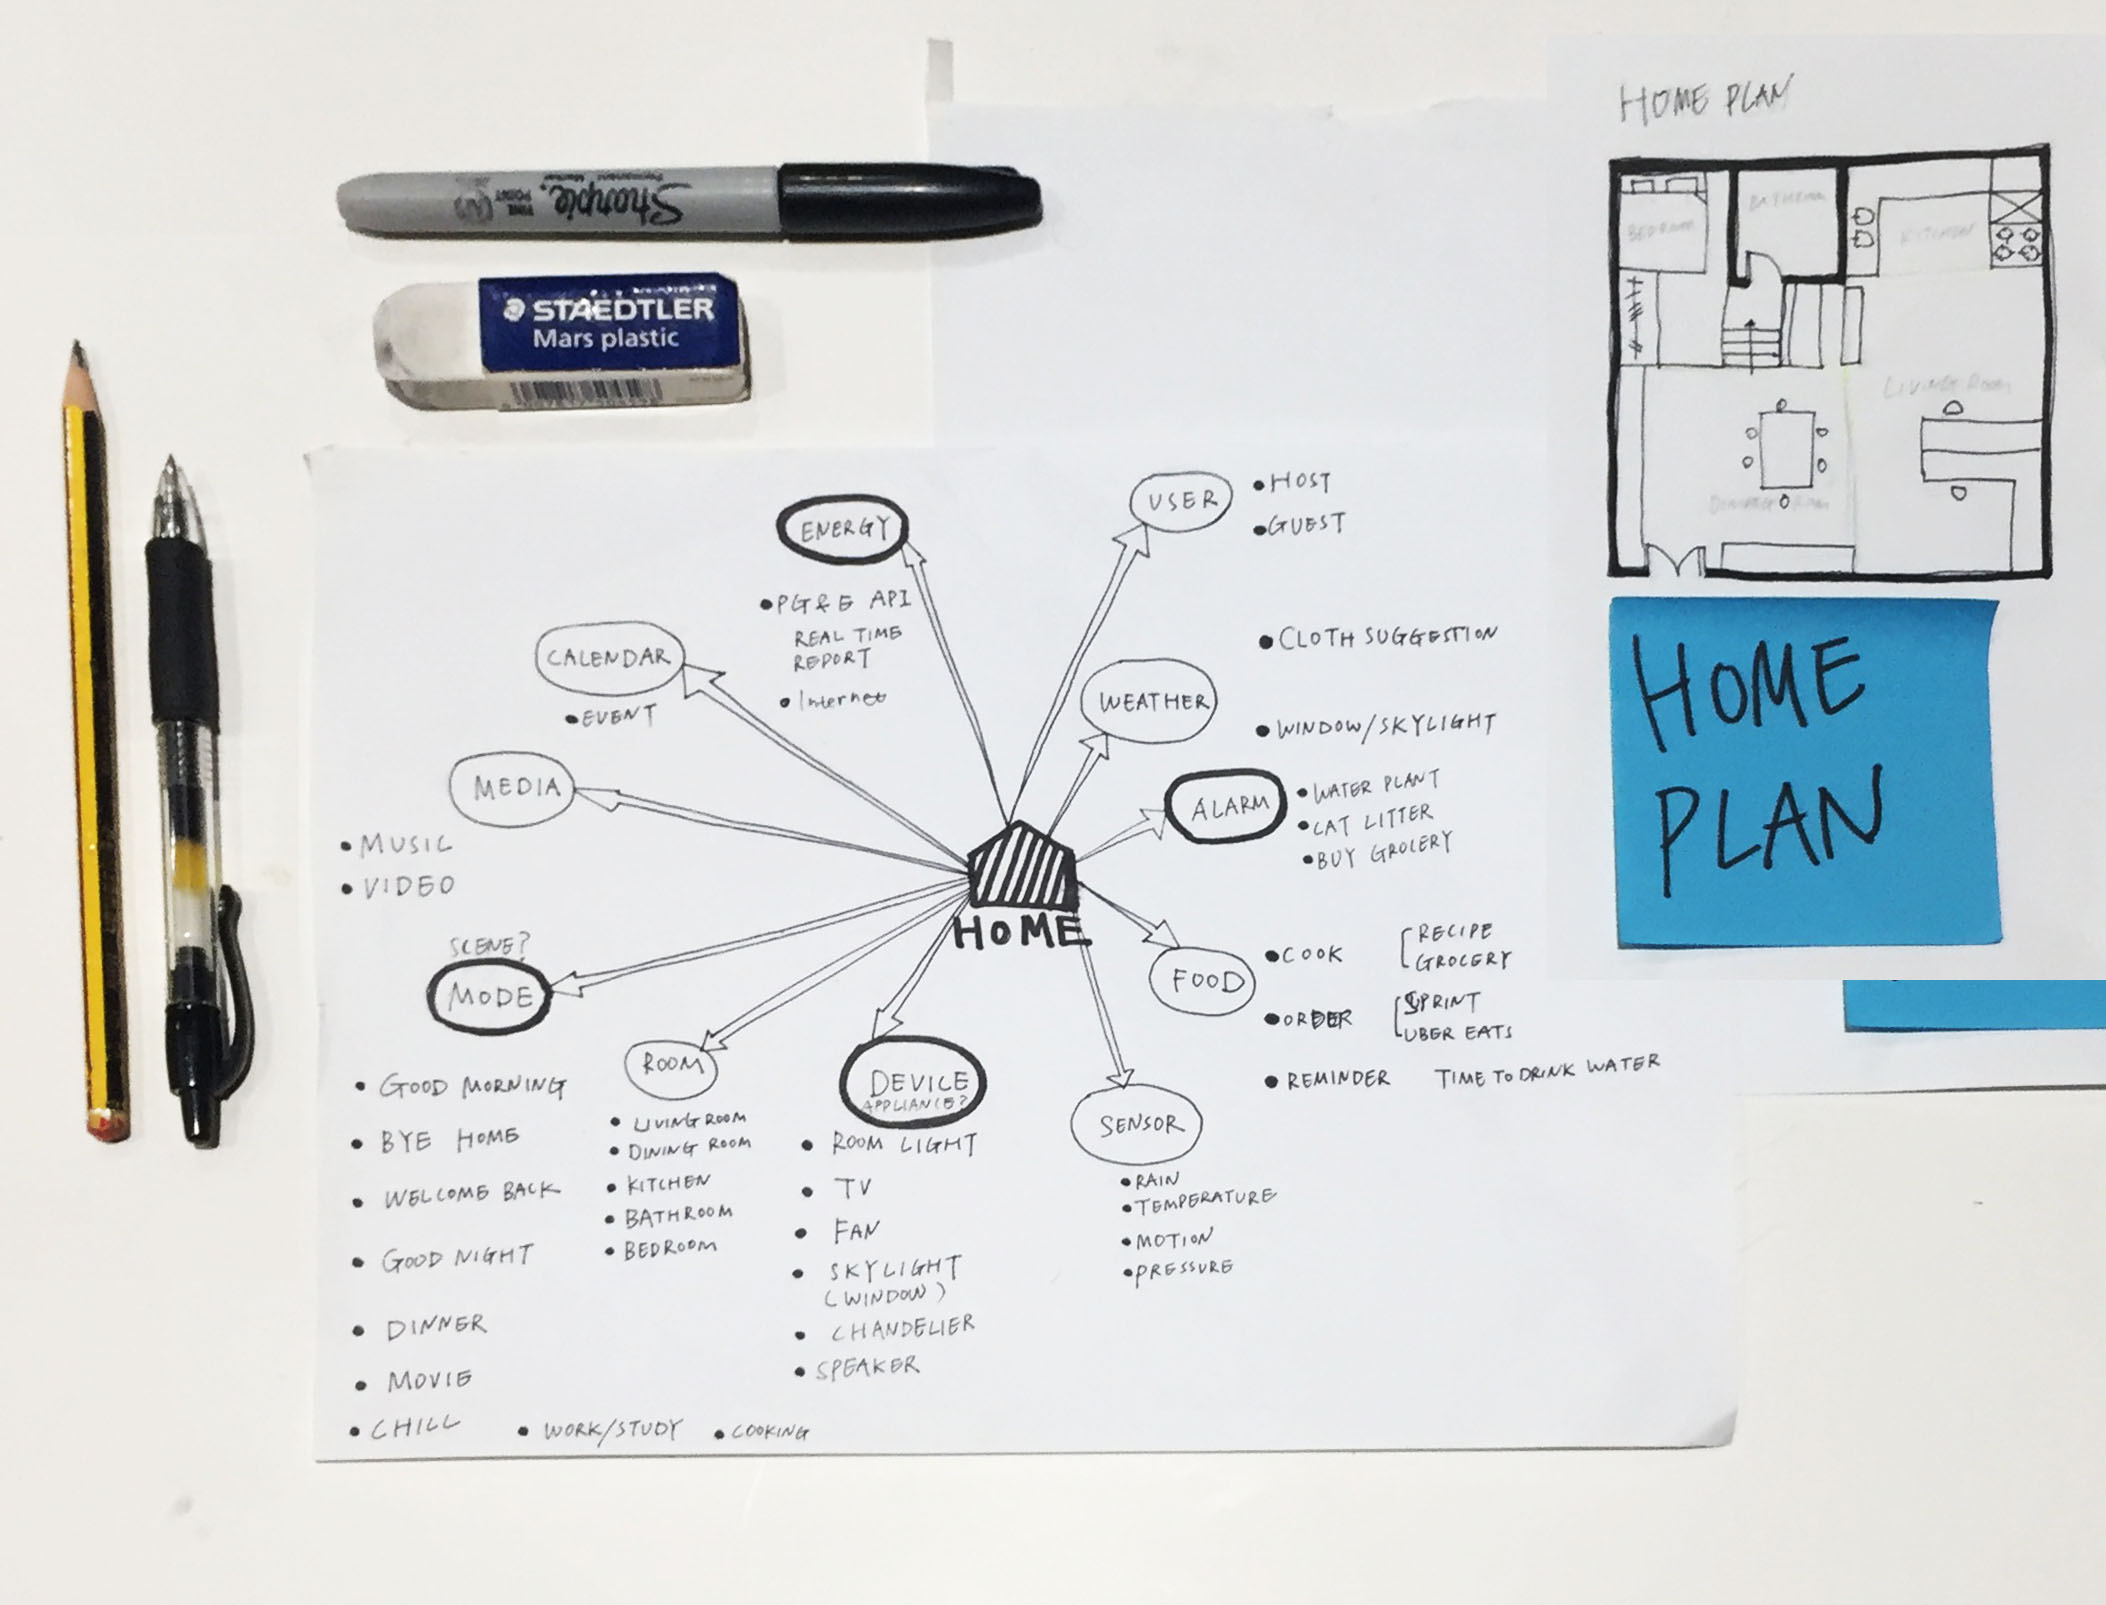 HOME PLAN
BEDROOM
BATHROOM
KITCHEN
LIVING ROOM
HOME
PLAN
Sharpie.
Permanent
Marker
FINE
POINT
STAEDTLER
Mars plastic
ENERGY
• PG&E API
REAL TIME
REPORT
• Internet
USER
• HOST
• GUEST
CALENDAR
• EVENT
WEATHER
• CLOTH SUGGESTION
• WINDOW/SKYLIGHT
MEDIA
• MUSIC
• VIDEO
ALARM
• WATER PLANT
• CAT LITTER
• BUY GROCERY
HOME
SCENE?
MODE
• GOOD MORNING
• BYE HOME
• WELCOME BACK
• GOOD NIGHT
• DINNER
• MOVIE
• CHILL • WORK/STUDY • COOKING
ROOM
• LIVING ROOM
• DINING ROOM
• KITCHEN
• BATHROOM
• BEDROOM
DEVICE
APPLIANCE?
• ROOM LIGHT
• TV
• FAN
• SKYLIGHT
(WINDOW)
• CHANDELIER
• SPEAKER
SENSOR
• RAIN
• TEMPERATURE
• MOTION
• PRESSURE
FOOD
• COOK [ RECIPE
GROCERY
• ORDER [ SPRINT
UBER EATS
• REMINDER TIME TO DRINK WATER